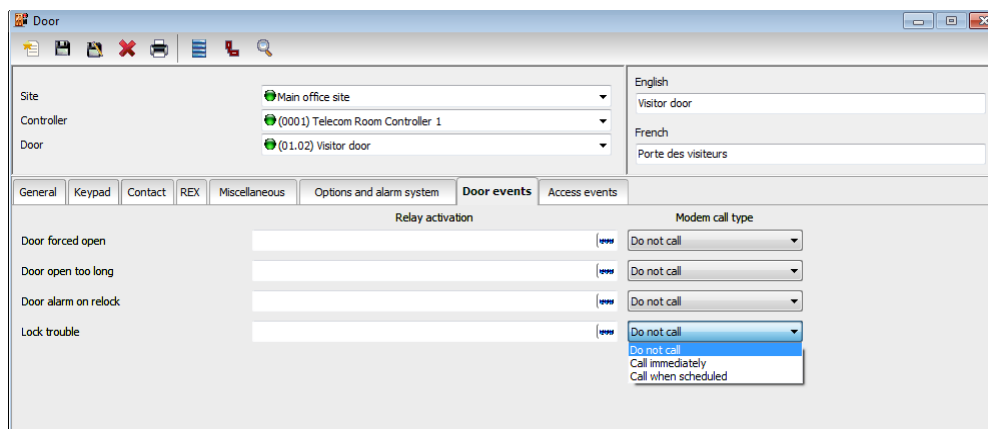 Door
Site
Main office site
Controller
(0001) Telecom Room Controller 1
Door
(01.02) Visitor door
English
Visitor door
French
Porte des visiteurs
General Keypad Contact REX Miscellaneous Options and alarm system Door events Access events
Relay activation Modem call type
Door forced open Do not call
Door open too long Do not call
Door alarm on relock Do not call
Lock trouble Do not call
Do not call
Call immediately
Call when scheduled